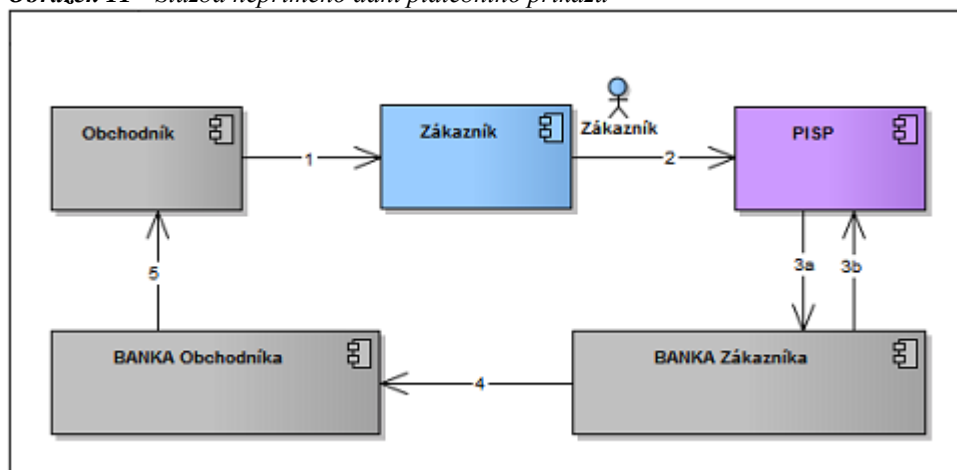 Obchodník
Zákazník
Zákazník
PISP
1
2
3a
3b
5
BANKA Obchodníka
BANKA Zákazníka
4